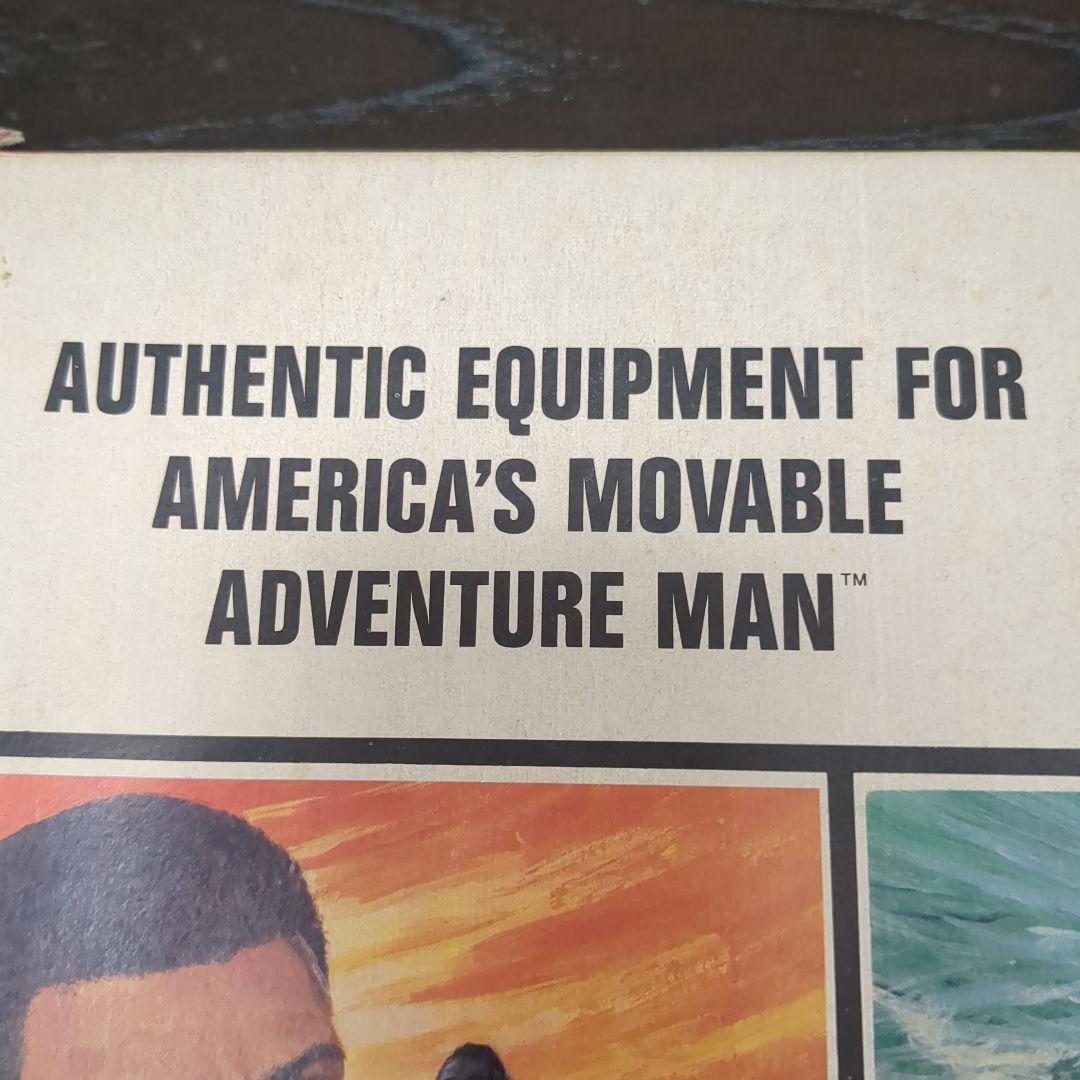 AUTHENTIC EQUIPMENT FOR
AMERICA'S MOVABLE
ADVENTURE MAN™